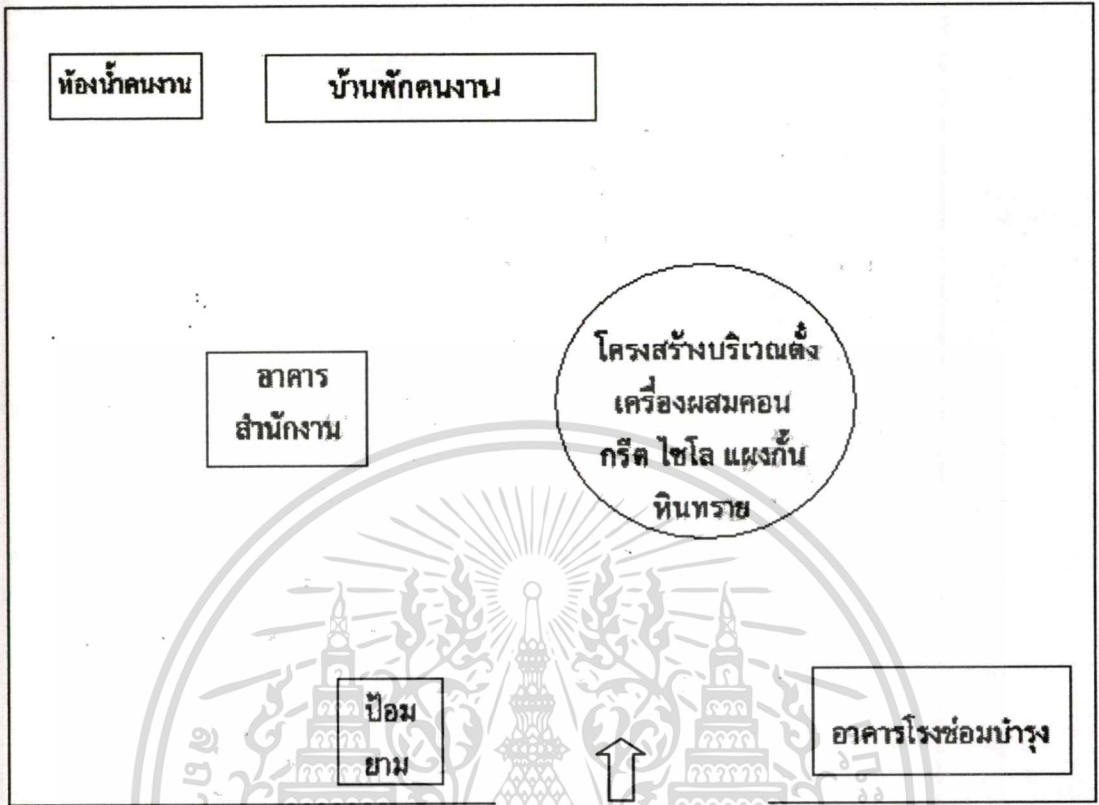 ห้องน้ำคนงาน
บ้านพักคนงาน
โครงสร้างบริเวณตั้ง
เครื่องผสมคอน
กรีต ไซโล แผงกั้น
หินทราย
อาคาร
สำนักงาน
ป้อม
ยาม
อาคารโรงซ่อมบำรุง